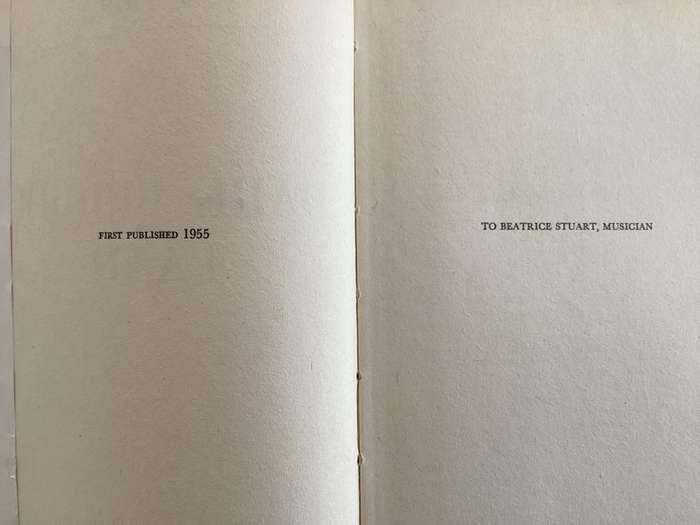 FIRST PUBLISHED 1955
TO BEATRICE STUART, MUSICIAN